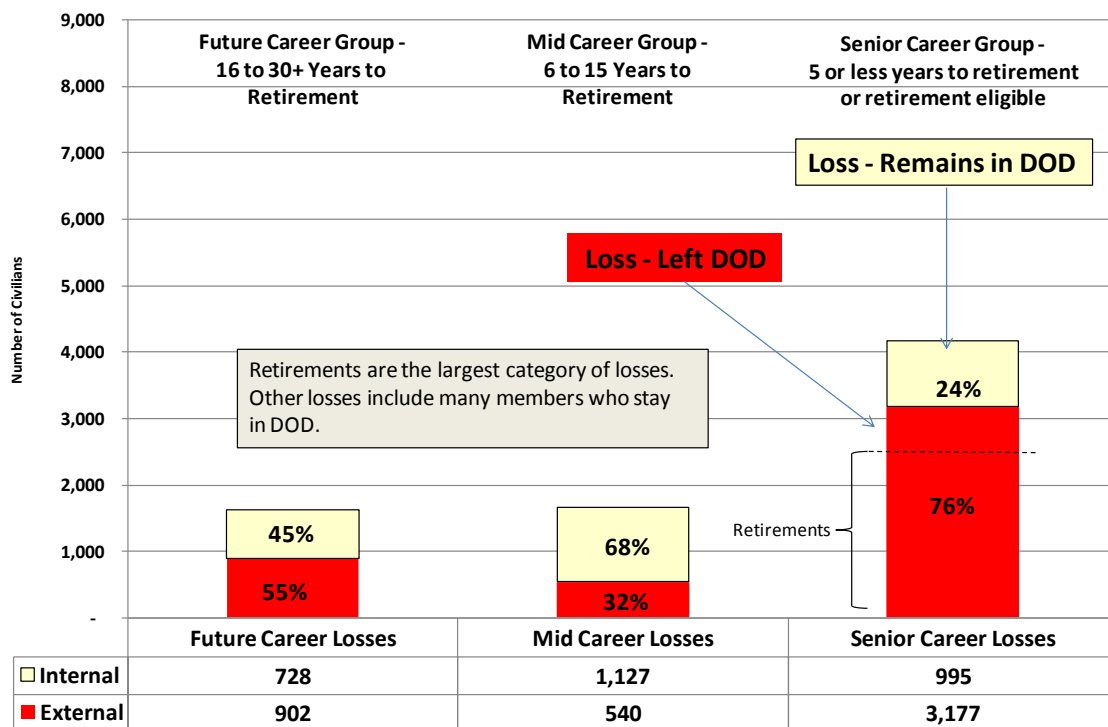 9,000
8,000
7,000
6,000
5,000
4,000
3,000
2,000
1,000
-
Number of Civilians
Future Career Group -
16 to 30+ Years to
Retirement
Mid Career Group -
6 to 15 Years to
Retirement
Senior Career Group -
5 or less years to retirement
or retirement eligible
Loss - Remains in DOD
Loss - Left DOD
Retirements are the largest category of losses.
Other losses include many members who stay
in DOD.
45%
55%
68%
32%
24%
76%
Retirements
Future Career Losses Mid Career Losses Senior Career Losses
Internal 728 1,127 995
External 902 540 3,177